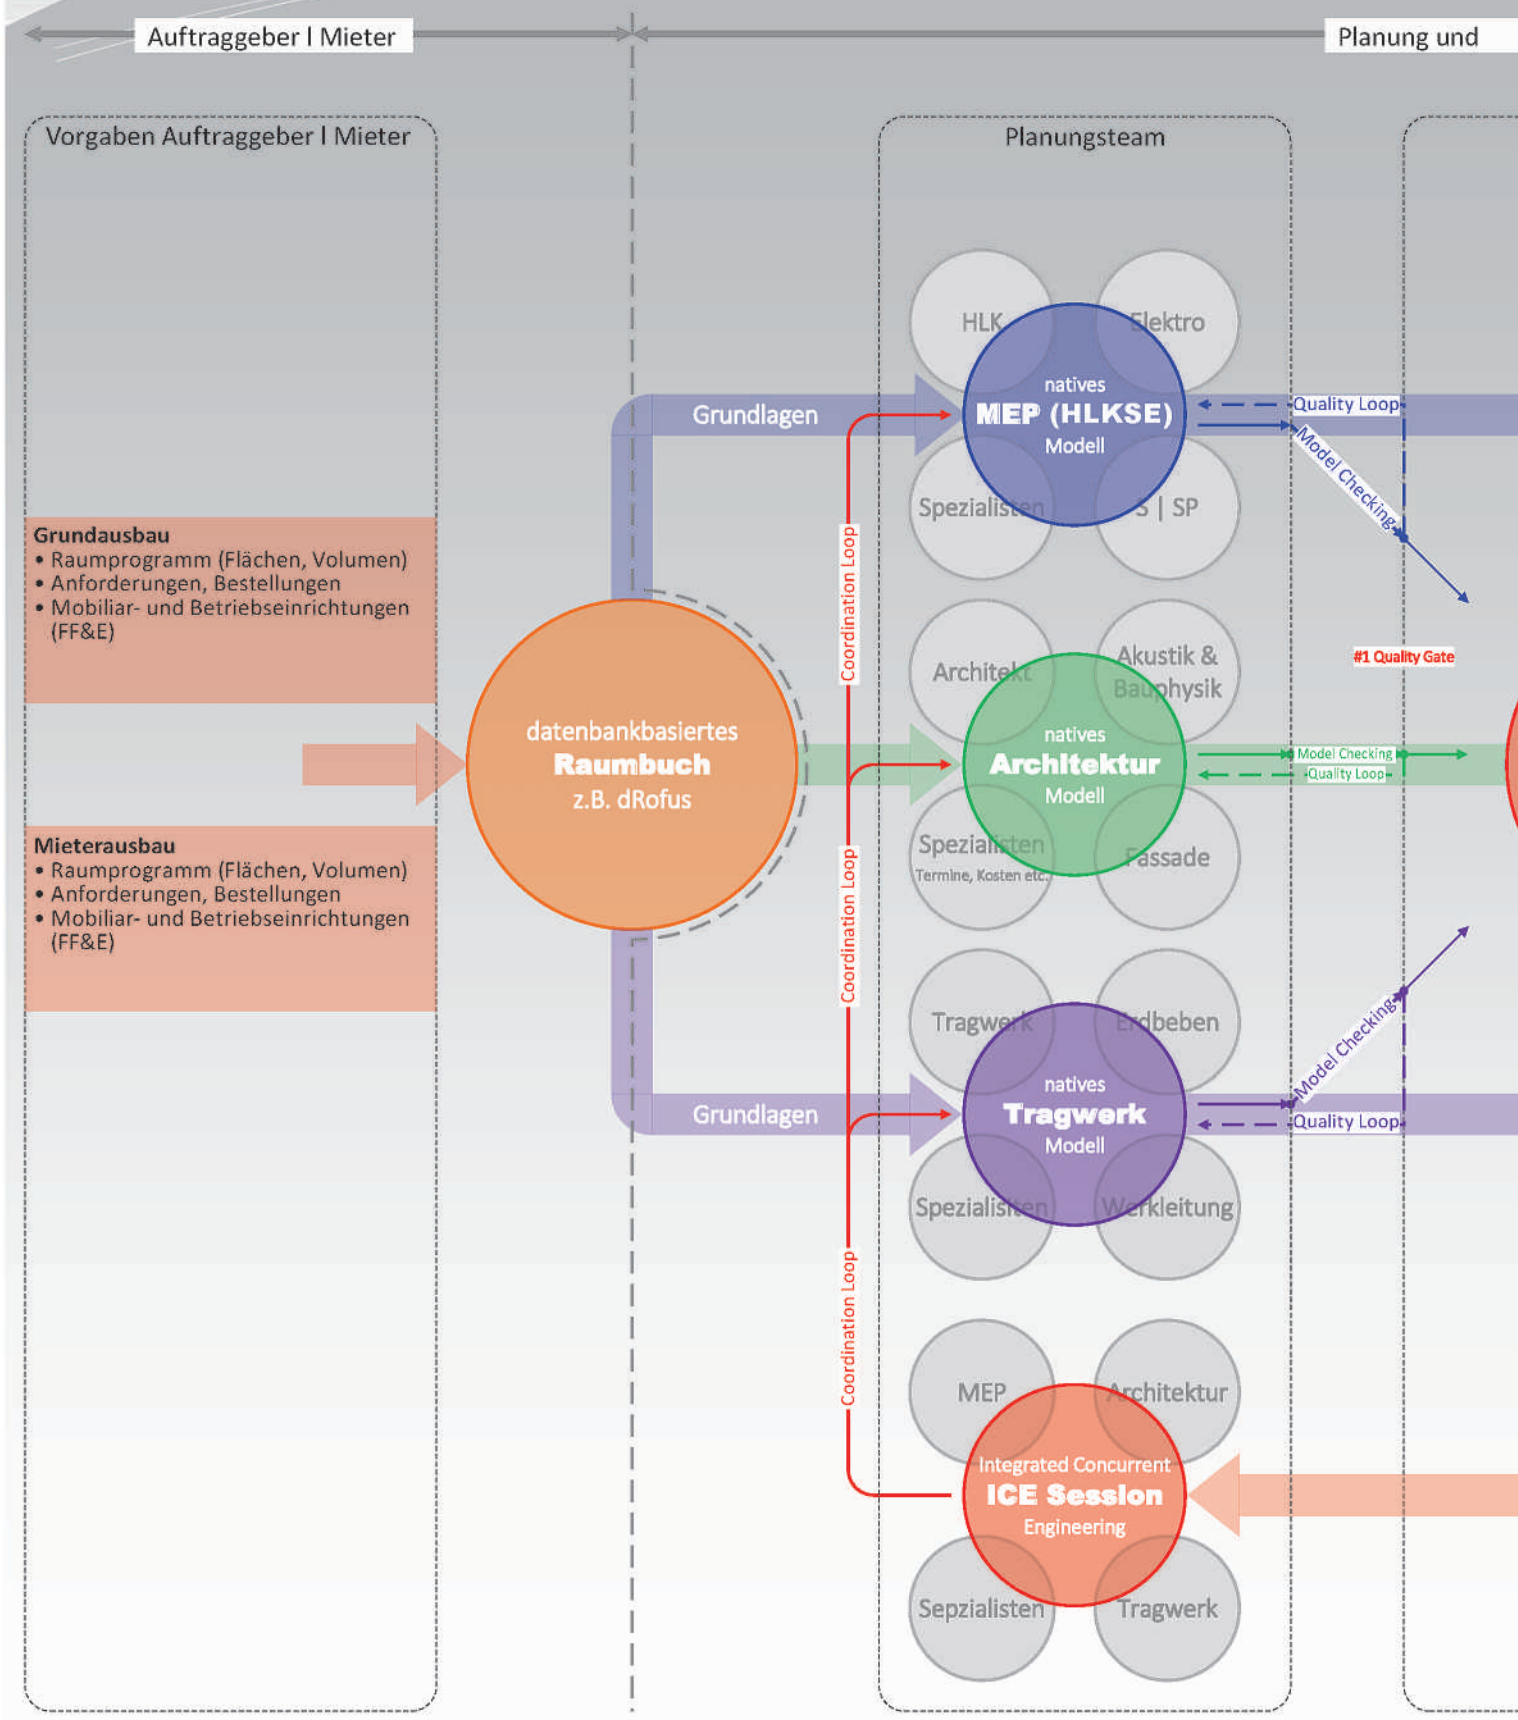 Auftraggeber l Mieter
Planung und
Vorgaben Auftraggeber l Mieter
Grundausbau
• Raumprogramm (Flächen, Volumen)
• Anforderungen, Bestellungen
• Mobiliar- und Betriebseinrichtungen
(FF&E)
Mieterausbau
• Raumprogramm (Flächen, Volumen)
• Anforderungen, Bestellungen
• Mobiliar- und Betriebseinrichtungen
(FF&E)
datenbankbasiertes
Raumbuch
z.B. dRofus
Grundlagen
Grundlagen
Coordination Loop
Coordination Loop
Coordination Loop
Planungsteam
HLK
Elektro
natives
MEP (HLKSE)
Modell
Spezialisten
S | SP
Architekt
Akustik &
Bauphysik
natives
Architektur
Modell
Spezialisten
Termine, Kosten etc.
Fassade
Tragwerk
Erdbeben
natives
Tragwerk
Modell
Spezialisiten
Werkleitung
MEP
Architektur
Integrated Concurrent
ICE Session
Engineering
Sepzialisten
Tragwerk
Quality Loop
Model Checking
#1 Quality Gate
Model Checking
Quality Loop
Model Checking
Quality Loop